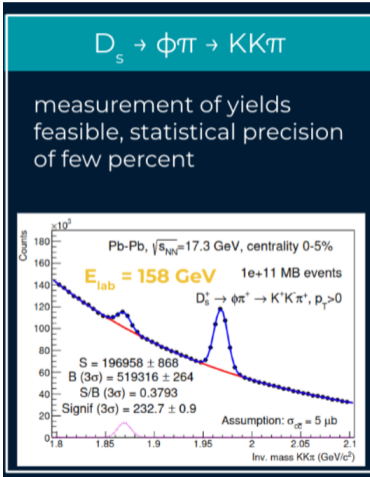 Dₛ → ϕπ → KKπ
measurement of yields
feasible, statistical precision
of few percent
×10³
Counts
180
160
140
120
100
80
60
40
20
0
Pb-Pb, √sNN=17.3 GeV, centrality 0-5%
Elab = 158 GeV
1e+11 MB events
Dₛ⁺ → ϕπ⁺ → K⁺K⁻π⁺, pT>0
S = 196958 ± 868
B (3σ) = 519316 ± 264
S/B (3σ) = 0.3793
Signif (3σ) = 232.7 ± 0.9
Assumption: σcc̄ = 5 μb
1.8 1.85 1.9 1.95 2 2.05 2.1
Inv. mass KKπ (GeV/c²)